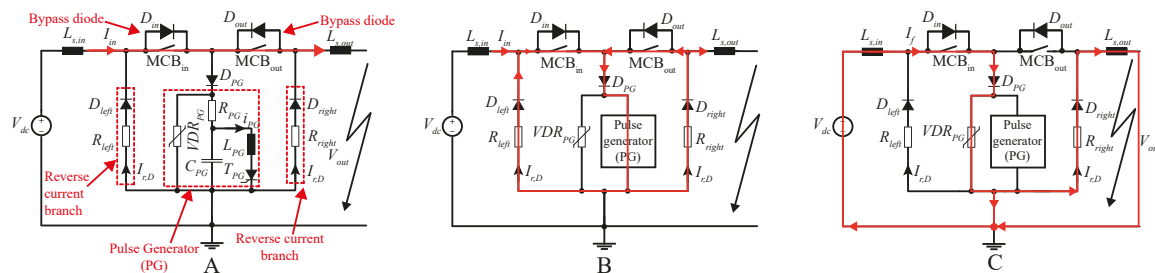 Bypass diode
D_in
D_out
Bypass diode
L_s,in
I_in
L_s,out
MCB_in
MCB_out
D_PG
D_left
R_PG
i_PG
D_right
V_dc
R_left
VDR_PG
L_PG
R_right
C_PG
T_PG
V_out
I_r,D
I_r,D
Reverse
current
branch
Pulse Generator
(PG)
Reverse current
branch
A
D_in
D_out
L_s,in
I_in
L_s,out
MCB_in
MCB_out
D_PG
D_left
D_right
V_dc
R_left
VDR_PG
Pulse
generator
(PG)
R_right
I_r,D
I_r,D
B
D_in
D_out
L_s,in
I_f
L_s,out
MCB_in
MCB_out
D_PG
D_left
D_right
V_dc
R_left
VDR_PG
Pulse
generator
(PG)
R_right
I_r,D
I_r,D
C